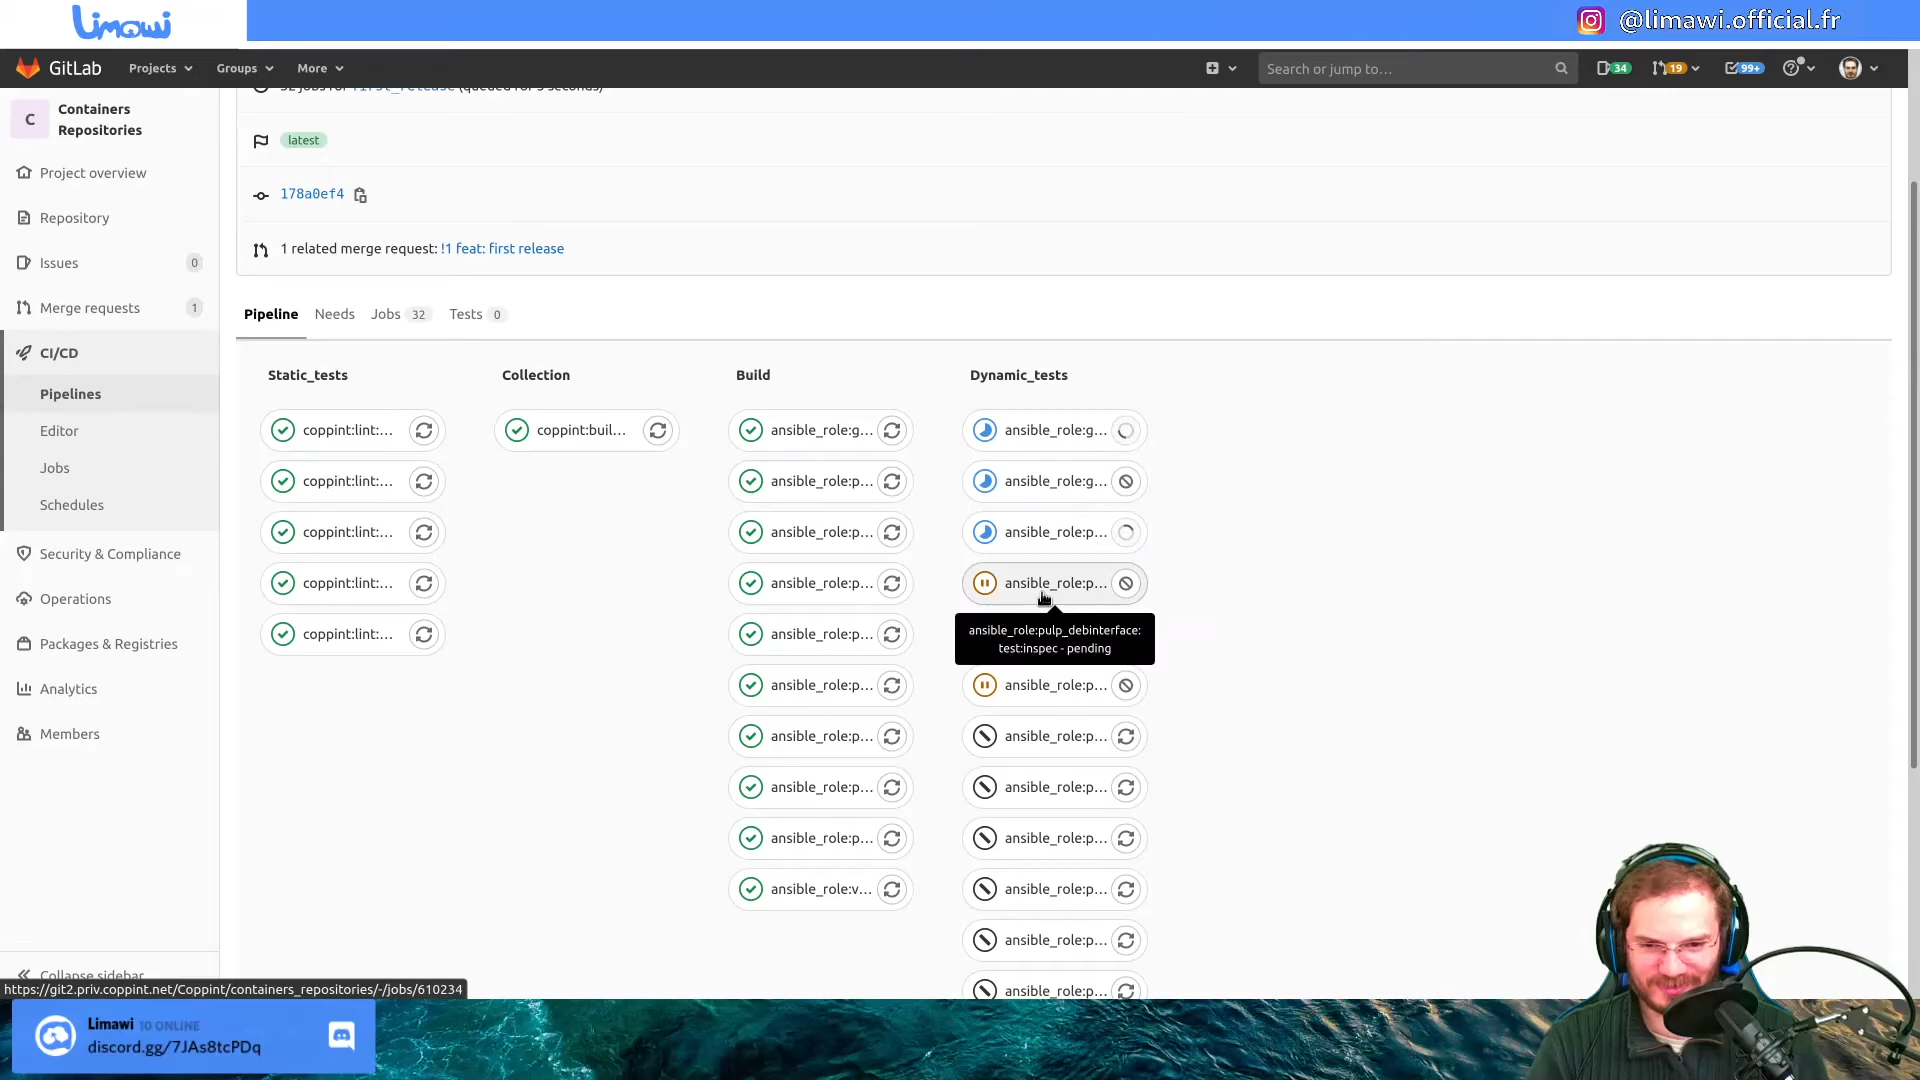 Limawi
@limawi.official.fr
GitLab Projects Groups More Search or jump to... 34 19 99+
C Containers Repositories
Project overview
Repository
Issues 0
Merge requests 1
CI/CD
Pipelines
Editor
Jobs
Schedules
Security & Compliance
Operations
Packages & Registries
Analytics
Members
Collapse sidebar
32 jobs for first_release (queued for 3 seconds)
latest
178a0ef4
1 related merge request: !1 feat: first release
Pipeline Needs Jobs 32 Tests 0
Static_tests
coppint:lint:...
coppint:lint:...
coppint:lint:...
coppint:lint:...
coppint:lint:...
Collection
coppint:buil...
Build
ansible_role:g...
ansible_role:p...
ansible_role:p...
ansible_role:p...
ansible_role:p...
ansible_role:p...
ansible_role:p...
ansible_role:p...
ansible_role:p...
ansible_role:v...
Dynamic_tests
ansible_role:g...
ansible_role:g...
ansible_role:p...
ansible_role:p...
ansible_role:pulp_debinterface:
test:inspec - pending
ansible_role:p...
ansible_role:p...
ansible_role:p...
ansible_role:p...
ansible_role:p...
ansible_role:p...
ansible_role:p...
https://git2.priv.coppint.net/Coppint/containers_repositories/-/jobs/610234
Limawi 10 ONLINE
discord.gg/7JAs8tcPDq